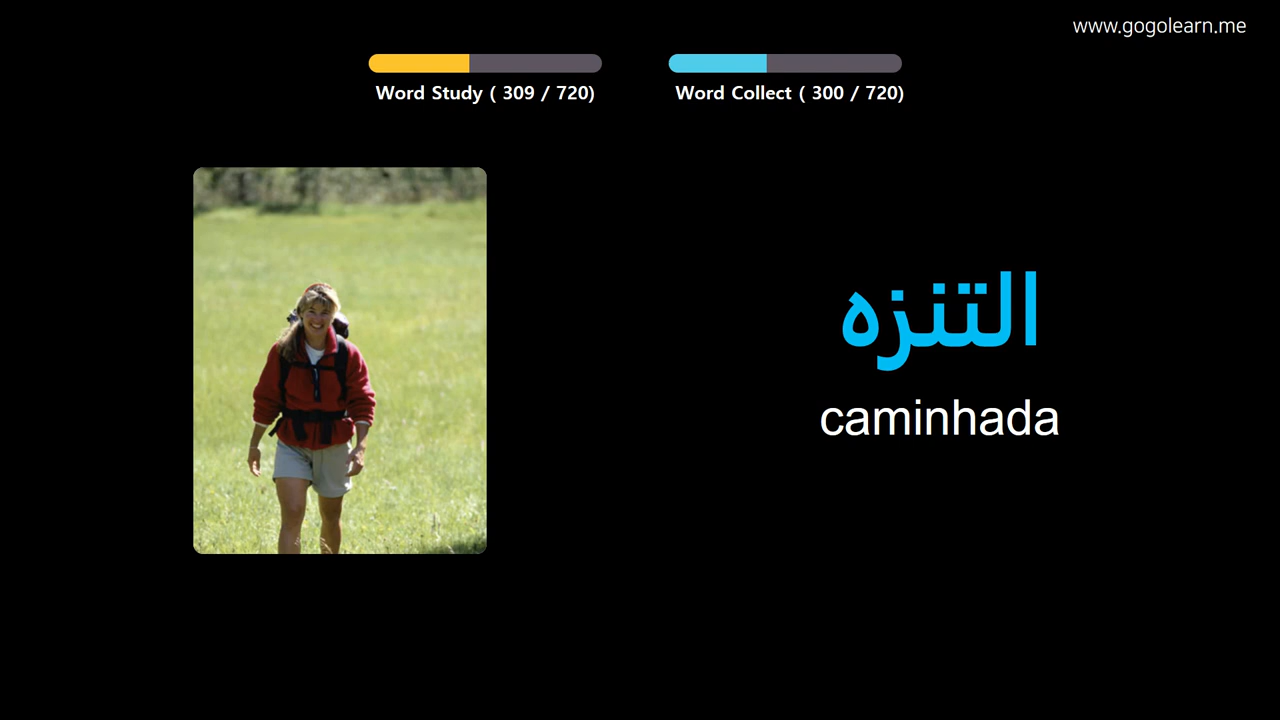 www.gogolearn.me
Word Study ( 309 / 720)
Word Collect ( 300 / 720)
التنزه
caminhada